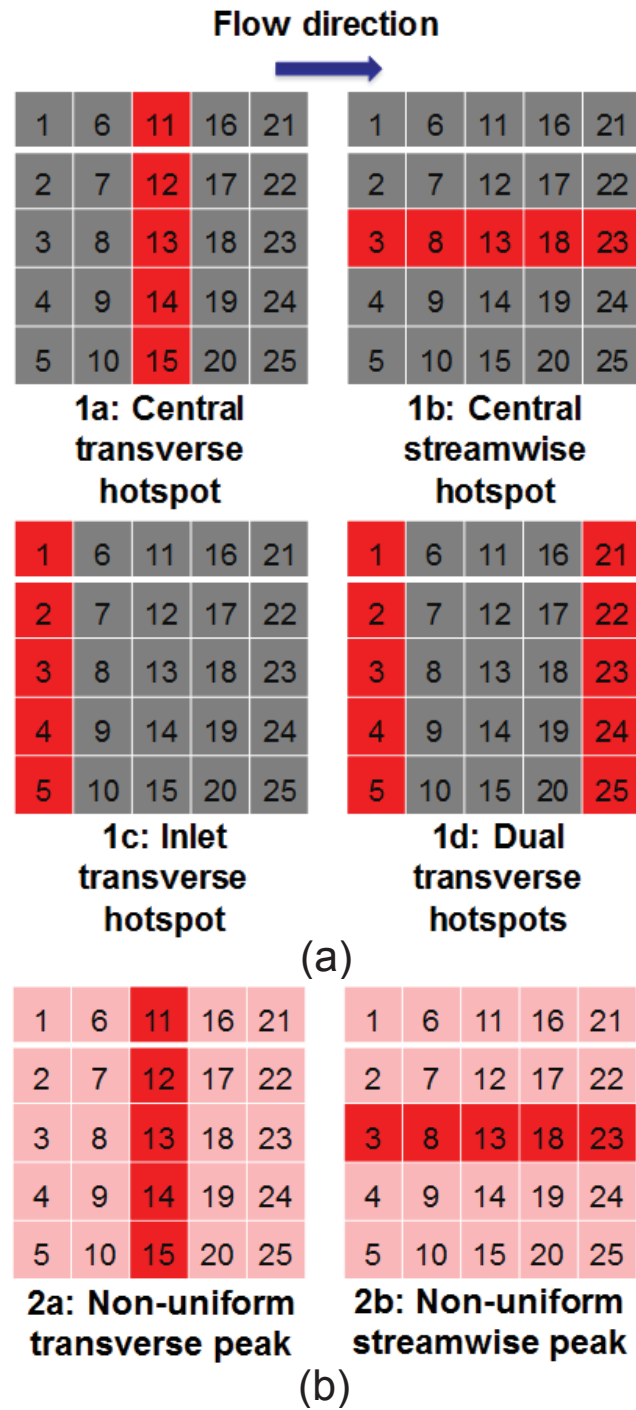 Flow direction
1 6 11 16 21 1 6 11 16 21
2 7 12 17 22 2 7 12 17 22
3 8 13 18 23 3 8 13 18 23
4 9 14 19 24 4 9 14 19 24
5 10 15 20 25 5 10 15 20 25
1a: Central 1b: Central
transverse streamwise
hotspot hotspot
1 6 11 16 21 1 6 11 16 21
2 7 12 17 22 2 7 12 17 22
3 8 13 18 23 3 8 13 18 23
4 9 14 19 24 4 9 14 19 24
5 10 15 20 25 5 10 15 20 25
1c: Inlet 1d: Dual
transverse transverse
hotspot hotspots
(a)
1 6 11 16 21 1 6 11 16 21
2 7 12 17 22 2 7 12 17 22
3 8 13 18 23 3 8 13 18 23
4 9 14 19 24 4 9 14 19 24
5 10 15 20 25 5 10 15 20 25
2a: Non-uniform 2b: Non-uniform
transverse peak streamwise peak
(b)